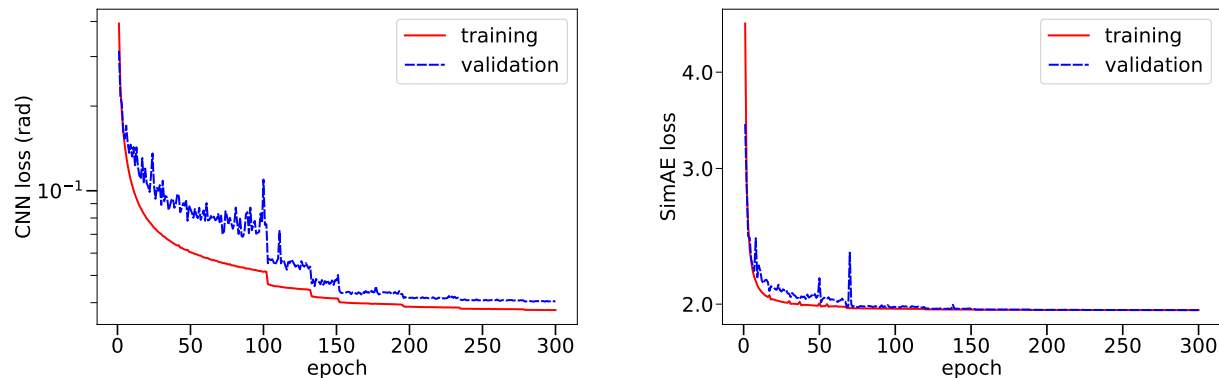 CNN loss (rad)
10⁻¹
training
validation
0 50 100 150 200 250 300
epoch
SimAE loss
4.0
3.0
2.0
training
validation
0 50 100 150 200 250 300
epoch